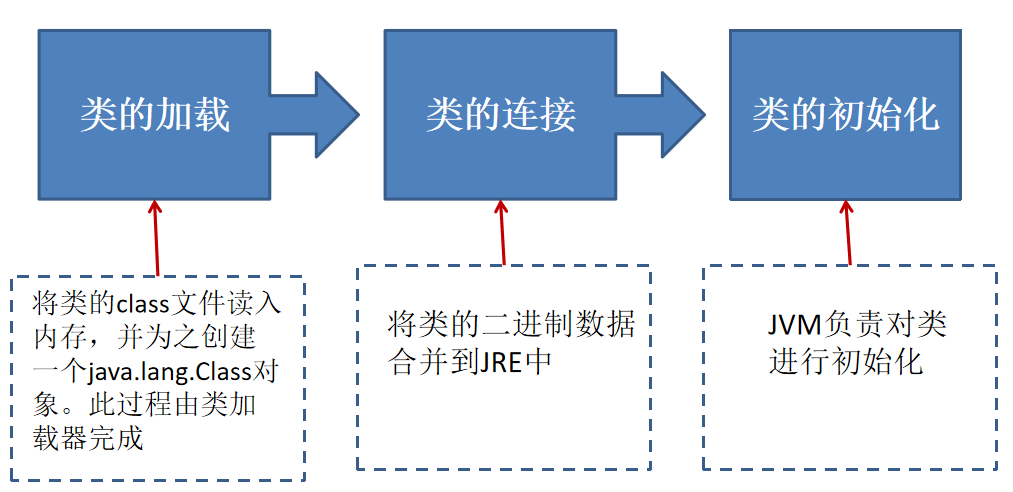 类的加载
类的连接
类的初始化
将类的class文件读入
内存，并为之创建
一个java.lang.Class对
象。此过程由类加
载器完成
将类的二进制数据
合并到JRE中
JVM负责对类
进行初始化